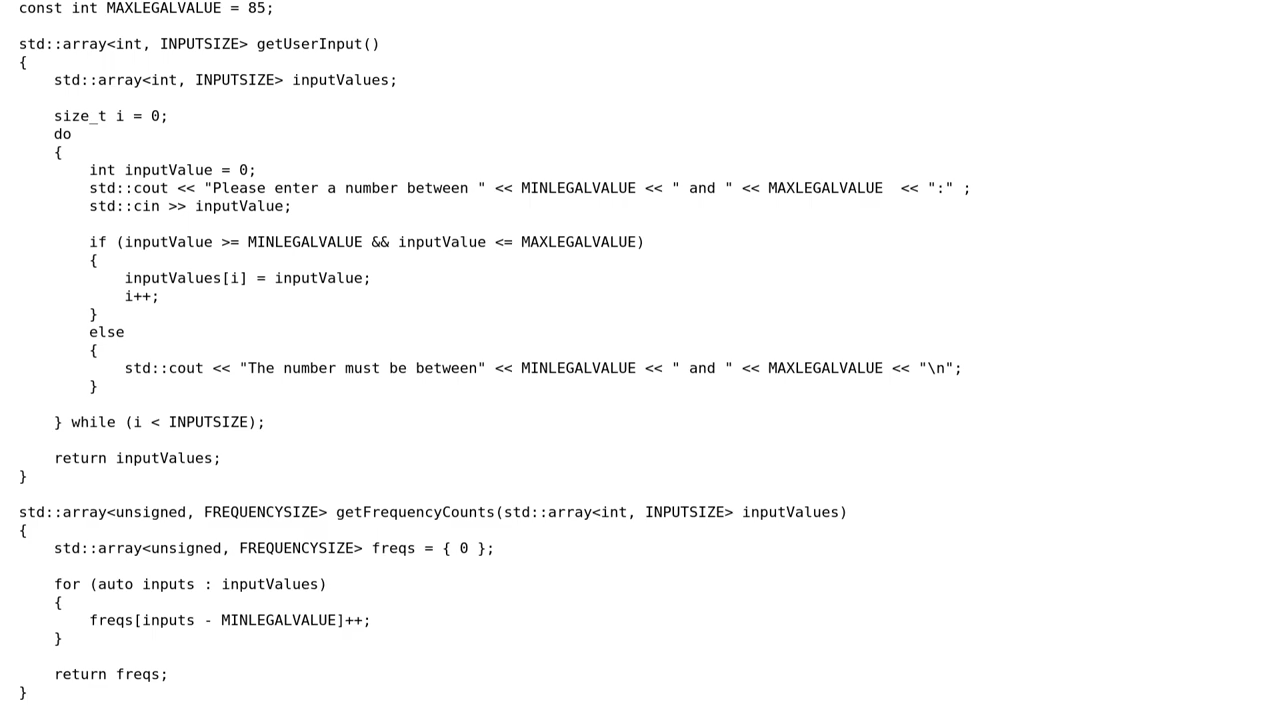 const int MAXLEGALVALUE = 85;
std::array<int, INPUTSIZE> getUserInput()
{
    std::array<int, INPUTSIZE> inputValues;
    size_t i = 0;
    do
    {
        int inputValue = 0;
        std::cout << "Please enter a number between " << MINLEGALVALUE << " and " << MAXLEGALVALUE  << ":" ;
        std::cin >> inputValue;
        if (inputValue >= MINLEGALVALUE && inputValue <= MAXLEGALVALUE)
        {
            inputValues[i] = inputValue;
            i++;
        }
        else
        {
            std::cout << "The number must be between" << MINLEGALVALUE << " and " << MAXLEGALVALUE << "\n";
        }
    } while (i < INPUTSIZE);
    return inputValues;
}
std::array<unsigned, FREQUENCYSIZE> getFrequencyCounts(std::array<int, INPUTSIZE> inputValues)
{
    std::array<unsigned, FREQUENCYSIZE> freqs = { 0 };
    for (auto inputs : inputValues)
    {
        freqs[inputs - MINLEGALVALUE]++;
    }
    return freqs;
}